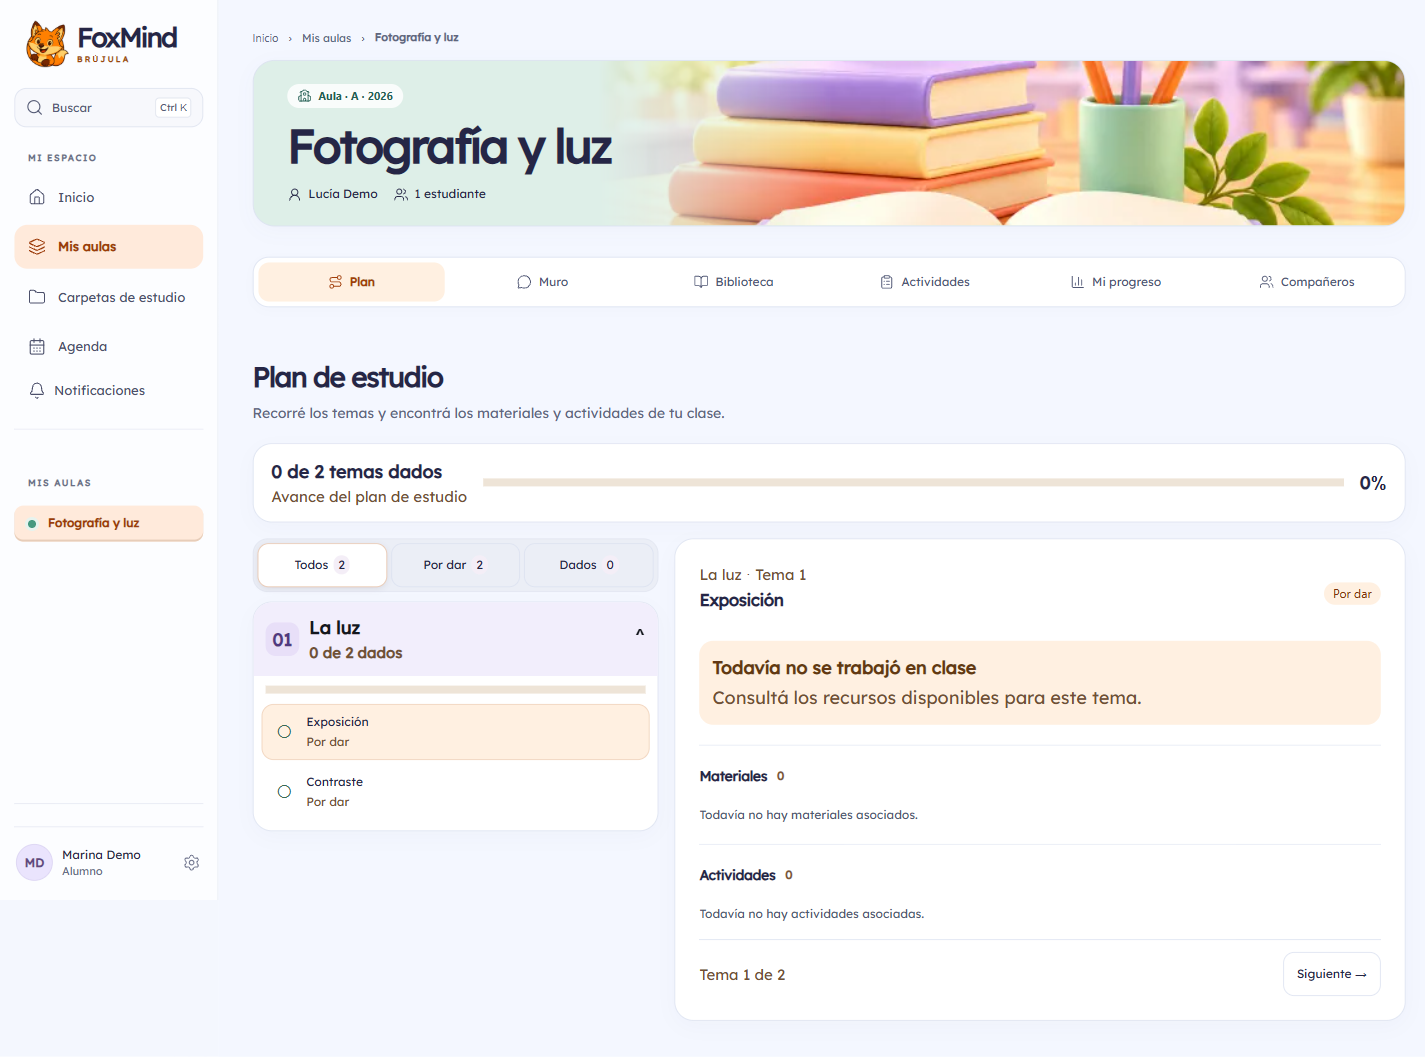 FoxMind
BRÚJULA
Buscar
Ctrl K
MI ESPACIO
Inicio
Mis aulas
Carpetas de estudio
Agenda
Notificaciones
MIS AULAS
Fotografía y luz
MD
Marina Demo
Alumno
Inicio › Mis aulas › Fotografía y luz
Aula · A · 2026
Fotografía y luz
Lucía Demo
1 estudiante
Plan
Muro
Biblioteca
Actividades
Mi progreso
Compañeros
Plan de estudio
Recorré los temas y encontrá los materiales y actividades de tu clase.
0 de 2 temas dados
Avance del plan de estudio
0%
Todos 2
Por dar 2
Dados 0
01
La luz
0 de 2 dados
Exposición
Por dar
Contraste
Por dar
La luz · Tema 1
Exposición
Por dar
Todavía no se trabajó en clase
Consultá los recursos disponibles para este tema.
Materiales 0
Todavía no hay materiales asociados.
Actividades 0
Todavía no hay actividades asociadas.
Tema 1 de 2
Siguiente →